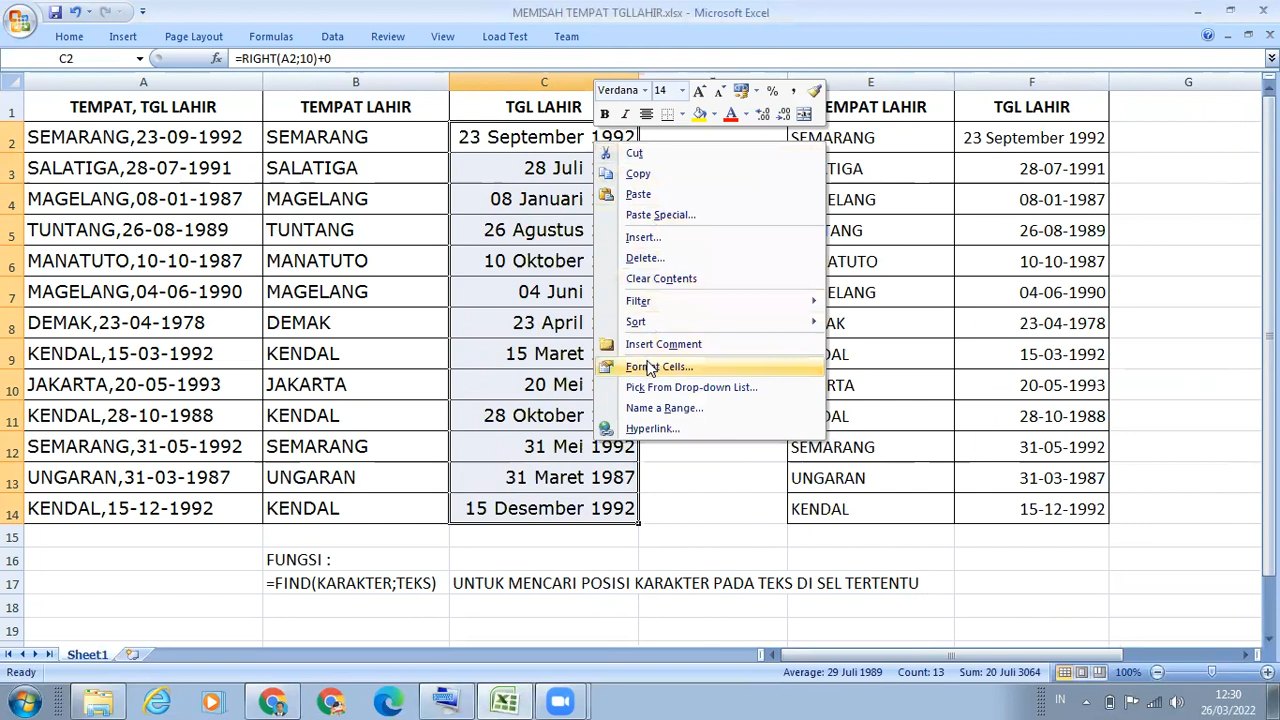 MEMISAH TEMPAT TGLLAHIR.xlsx - Microsoft Excel
Home Insert Page Layout Formulas Data Review View Load Test Team
C2 fx =RIGHT(A2;10)+0
Verdana 14 A A % ,
B I A
A B C E F G
1 TEMPAT, TGL LAHIR TEMPAT LAHIR TGL LAHIR EMPAT LAHIR TGL LAHIR
2 SEMARANG,23-09-1992 SEMARANG 23 September 1992 SEMARANG 23 September 1992
3 SALATIGA,28-07-1991 SALATIGA 28 Juli TIGA 28-07-1991
4 MAGELANG,08-01-1987 MAGELANG 08 Januari ELANG 08-01-1987
5 TUNTANG,26-08-1989 TUNTANG 26 Agustus ANG 26-08-1989
6 MANATUTO,10-10-1987 MANATUTO 10 Oktober ATUTO 10-10-1987
7 MAGELANG,04-06-1990 MAGELANG 04 Juni ELANG 04-06-1990
8 DEMAK,23-04-1978 DEMAK 23 April AK 23-04-1978
9 KENDAL,15-03-1992 KENDAL 15 Maret DAL 15-03-1992
10 JAKARTA,20-05-1993 JAKARTA 20 Mei RTA 20-05-1993
11 KENDAL,28-10-1988 KENDAL 28 Oktober DAL 28-10-1988
12 SEMARANG,31-05-1992 SEMARANG 31 Mei 1992 SEMARANG 31-05-1992
13 UNGARAN,31-03-1987 UNGARAN 31 Maret 1987 UNGARAN 31-03-1987
14 KENDAL,15-12-1992 KENDAL 15 Desember 1992 KENDAL 15-12-1992
15
16 FUNGSI :
17 =FIND(KARAKTER;TEKS) UNTUK MENCARI POSISI KARAKTER PADA TEKS DI SEL TERTENTU
18
19
Cut
Copy
Paste
Paste Special...
Insert...
Delete...
Clear Contents
Filter
Sort
Insert Comment
Format Cells...
Pick From Drop-down List...
Name a Range...
Hyperlink...
Sheet1
Ready Average: 29 Juli 1989 Count: 13 Sum: 20 Juli 3064 100%
IN 12:30
26/03/2022